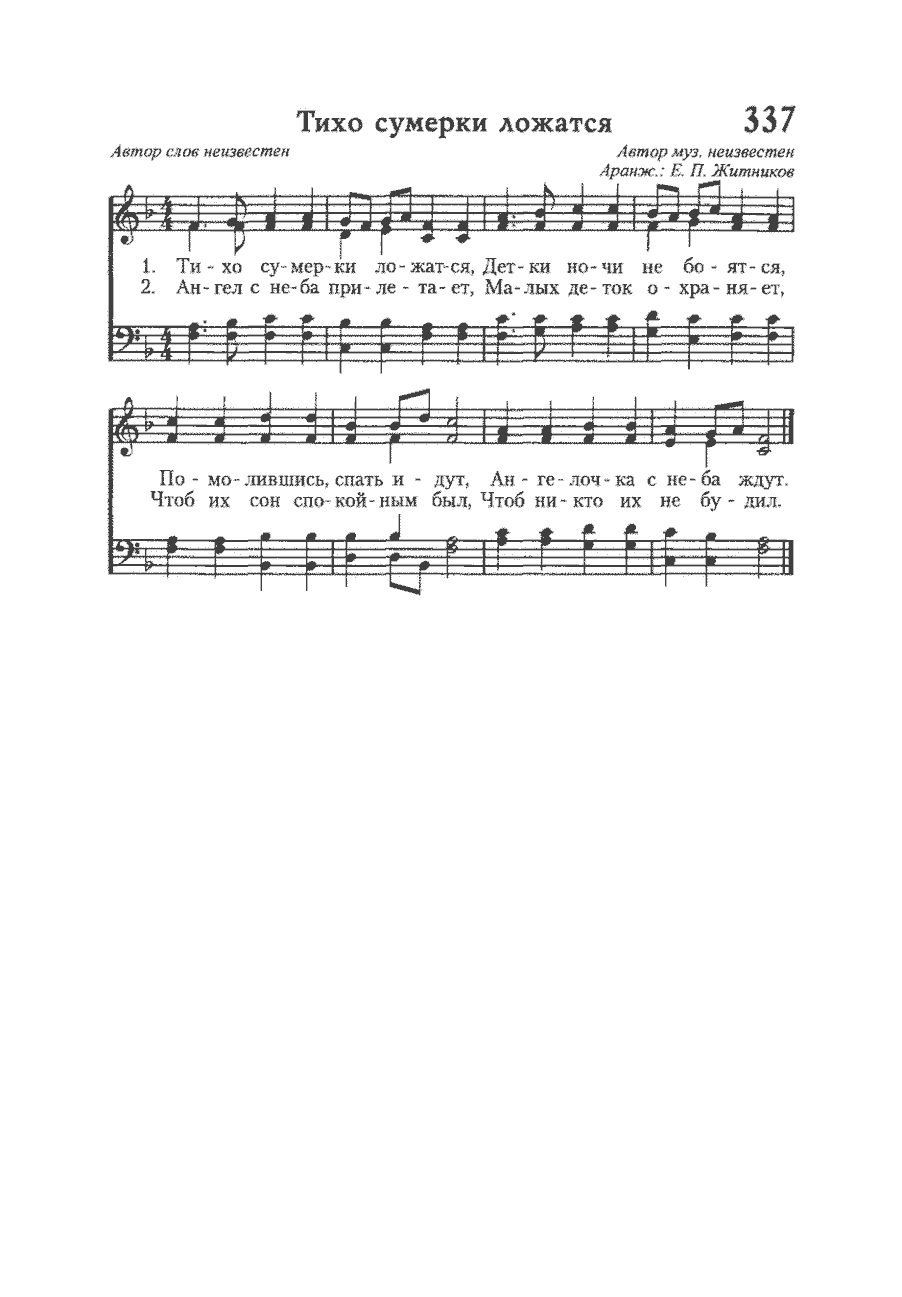 Тихо сумерки ложатся 337
Автор слов неизвестен Автор муз. неизвестен
Аранж.: Е. П. Житников
1. Ти - хо су-мер-ки ло-жат-ся, Дет-ки но-чи не бо - ят-ся,
2. Ан-гел с не-ба при-ле - та-ет, Ма-лых де-ток о-хра-ня-ет,
По - мо-лившись, спать и - дут, Ан - ге-лоч-ка с не-ба ждут.
Чтоб их сон спо-кой-ным был, Чтоб ни-кто их не бу - дил.